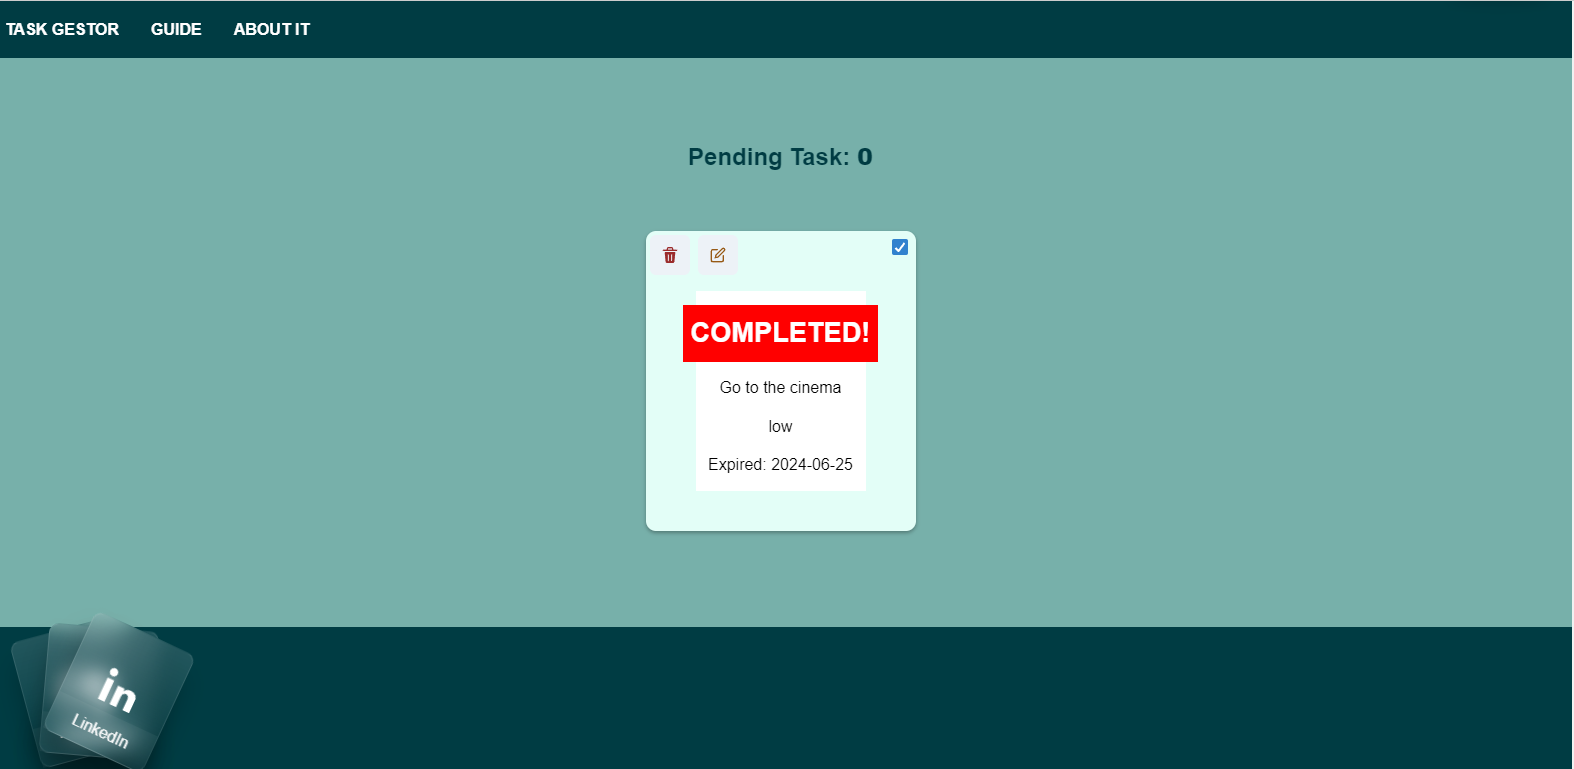 TASK GESTOR GUIDE ABOUT IT
Pending Task: 0
COMPLETED!
Go to the cinema
low
Expired: 2024-06-25
in
LinkedIn